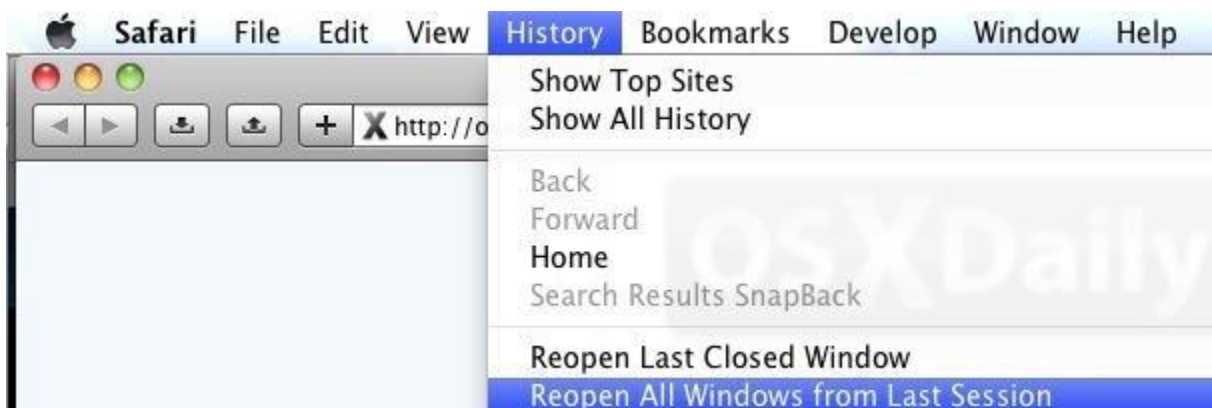 Safari File Edit View History Bookmarks Develop Window Help
Show Top Sites
Show All History
X http://o
Back
Forward
Home
Search Results SnapBack
OSXDaily
Reopen Last Closed Window
Reopen All Windows from Last Session